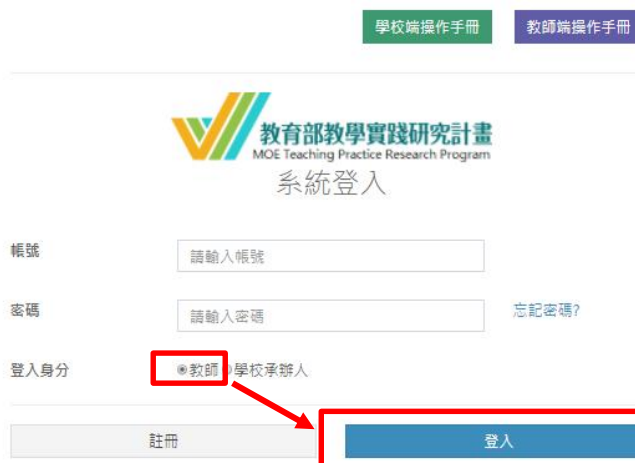 學校端操作手冊 教師端操作手冊
教育部教學實踐研究計畫
MOE Teaching Practice Research Program
系統登入
帳號 請輸入帳號
密碼 請輸入密碼 忘記密碼?
登入身分 教師 學校承辦人
註冊 登入